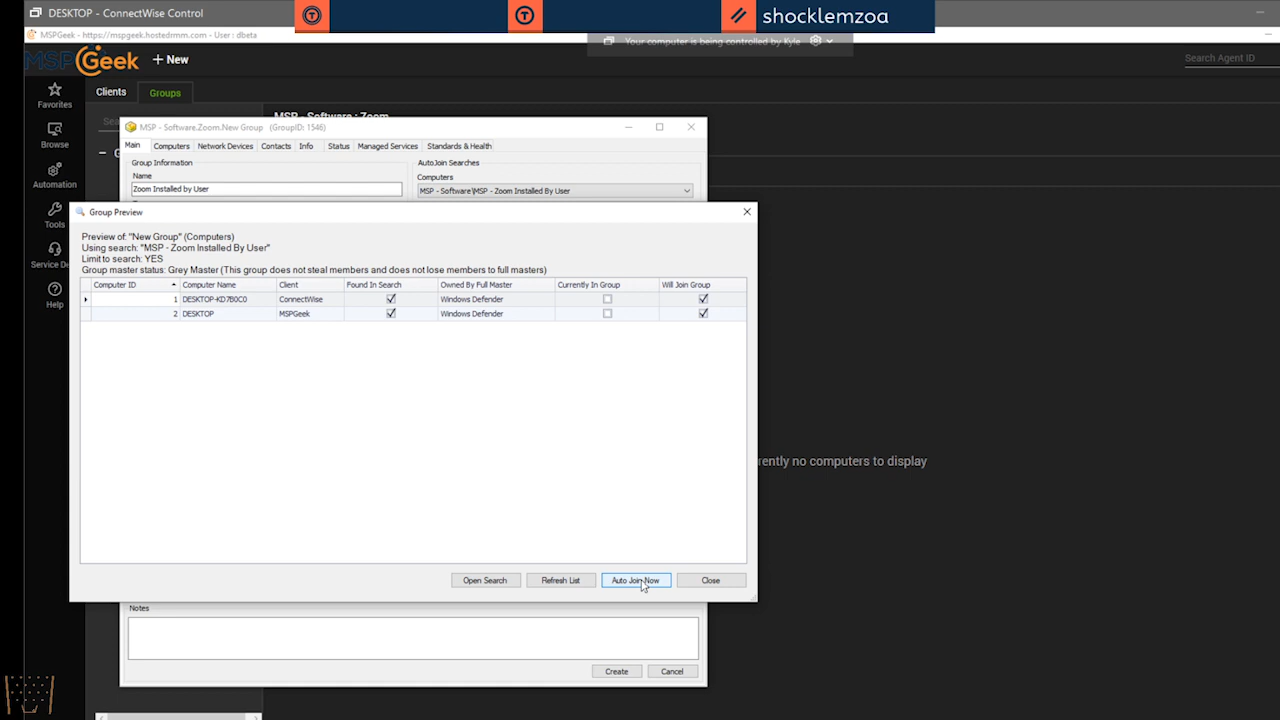 DESKTOP - ConnectWise Control
shocklemzoa
MSPGeek - https://mspgeek.hostedrmm.com - User : dbeta
Your computer is being controlled by Kyle
MSPGeek
+ New
Search Agent ID
Favorites
Browse
Automation
Tools
Service De
Help
Clients
Groups
MSP - Software : Zoom
MSP - Software.Zoom.New Group (GroupID: 1546)
Main
Computers
Network Devices
Contacts
Info
Status
Managed Services
Standards & Health
Group Information
AutoJoin Searches
Name
Computers
Zoom Installed by User
MSP - Software\MSP - Zoom Installed By User
Group Preview
Preview of: "New Group" (Computers)
Using search: "MSP - Zoom Installed By User"
Limit to search: YES
Group master status: Grey Master (This group does not steal members and does not lose members to full masters)
Computer ID Computer Name Client Found In Search Owned By Full Master Currently In Group Will Join Group
1 DESKTOP-KD7B0C0 ConnectWise Windows Defender
2 DESKTOP MSPGeek Windows Defender
rently no computers to display
Open Search
Refresh List
Auto Join Now
Close
Notes
Create
Cancel